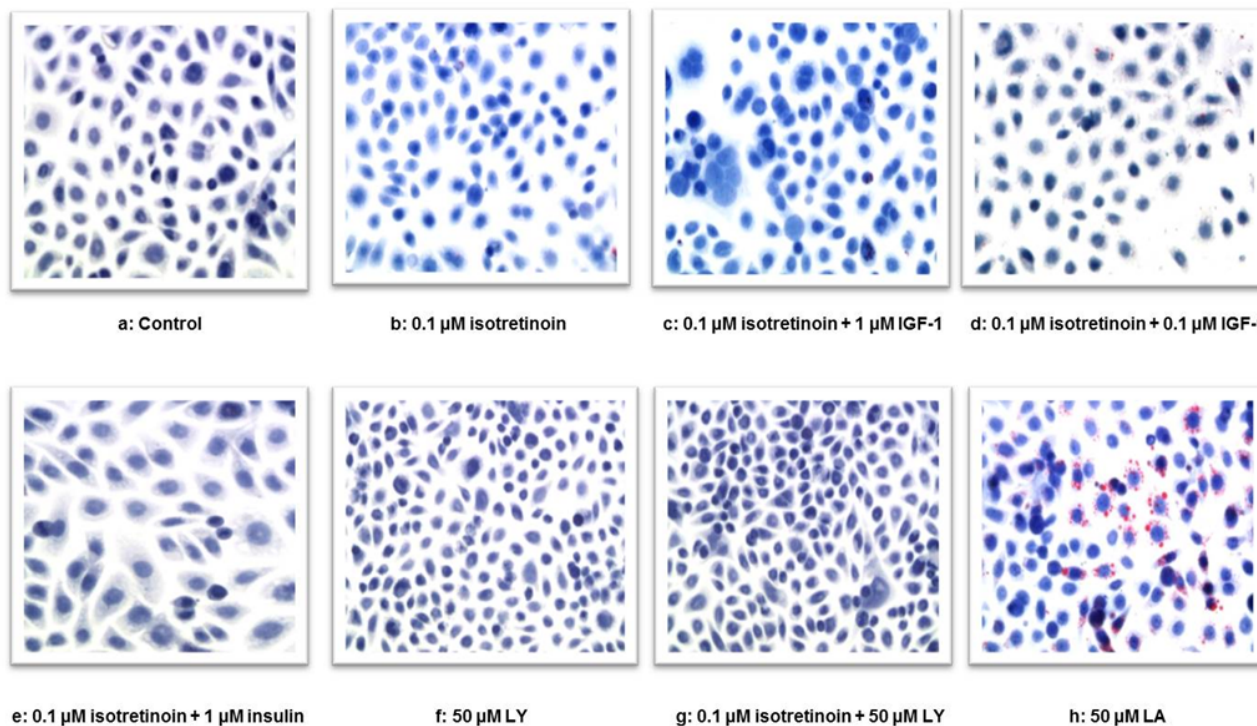 a: Control
b: 0.1 µM isotretinoin
c: 0.1 µM isotretinoin + 1 µM IGF-1
d: 0.1 µM isotretinoin + 0.1 µM IGF-
e: 0.1 µM isotretinoin + 1 µM insulin
f: 50 µM LY
g: 0.1 µM isotretinoin + 50 µM LY
h: 50 µM LA